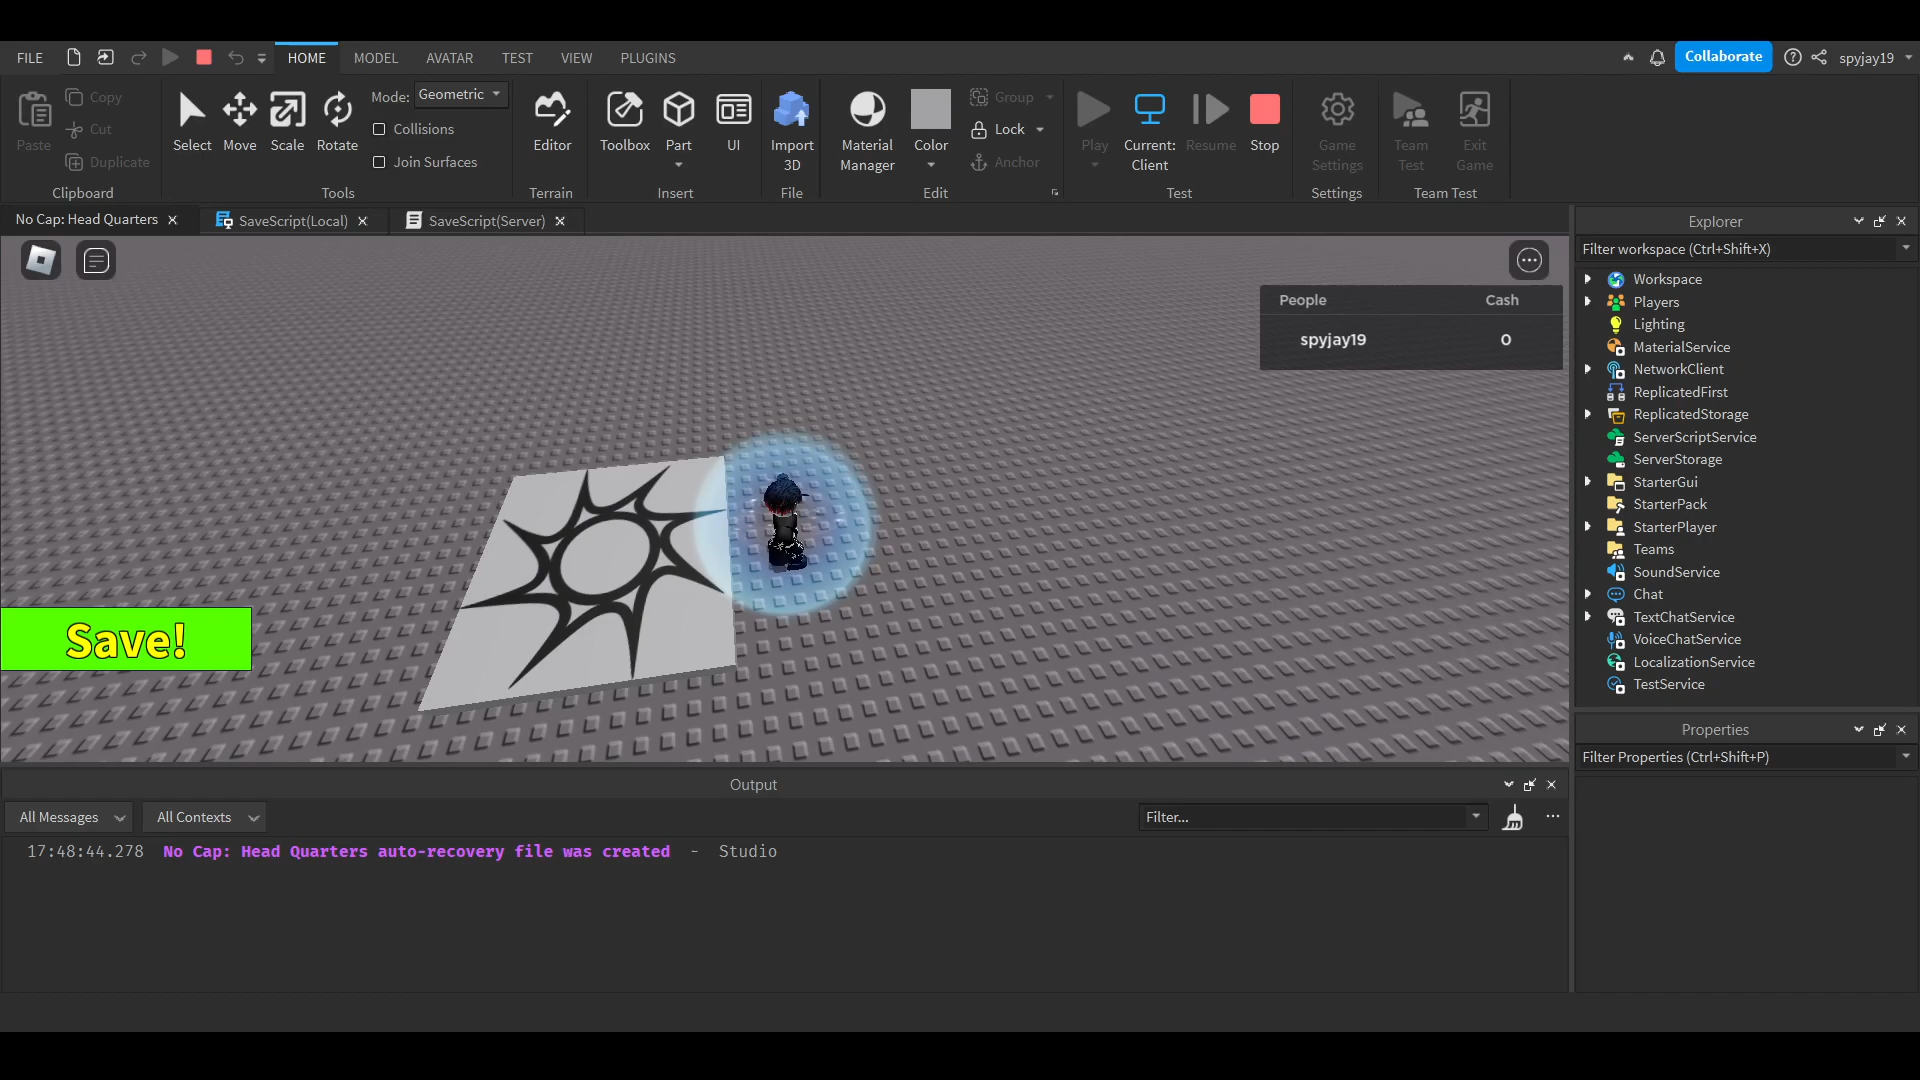 FILE HOME MODEL AVATAR TEST VIEW PLUGINS Collaborate spyjay19
Paste Copy Cut Duplicate Clipboard
Select Move Scale Rotate Mode: Geometric Collisions Join Surfaces Tools
Editor Terrain
Toolbox Part UI Insert
Import 3D File
Material Manager Color Group Lock Anchor Edit
Play Current: Client Resume Stop Test
Game Settings Settings
Team Test Exit Game Team Test
No Cap: Head Quarters SaveScript(Local) SaveScript(Server)
People Cash
spyjay19 0
Save!
Explorer
Filter workspace (Ctrl+Shift+X)
Workspace
Players
Lighting
MaterialService
NetworkClient
ReplicatedFirst
ReplicatedStorage
ServerScriptService
ServerStorage
StarterGui
StarterPack
StarterPlayer
Teams
SoundService
Chat
TextChatService
VoiceChatService
LocalizationService
TestService
Properties
Filter Properties (Ctrl+Shift+P)
Output
All Messages All Contexts Filter...
17:48:44.278 No Cap: Head Quarters auto-recovery file was created - Studio